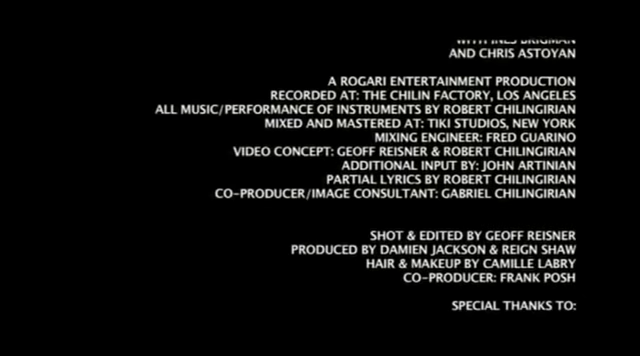 WITH INES BRIGMAN
AND CHRIS ASTOYAN
A ROGARI ENTERTAINMENT PRODUCTION
RECORDED AT: THE CHILIN FACTORY, LOS ANGELES
ALL MUSIC/PERFORMANCE OF INSTRUMENTS BY ROBERT CHILINGIRIAN
MIXED AND MASTERED AT: TIKI STUDIOS, NEW YORK
MIXING ENGINEER: FRED GUARINO
VIDEO CONCEPT: GEOFF REISNER & ROBERT CHILINGIRIAN
ADDITIONAL INPUT BY: JOHN ARTINIAN
PARTIAL LYRICS BY ROBERT CHILINGIRIAN
CO-PRODUCER/IMAGE CONSULTANT: GABRIEL CHILINGIRIAN
SHOT & EDITED BY GEOFF REISNER
PRODUCED BY DAMIEN JACKSON & REIGN SHAW
HAIR & MAKEUP BY CAMILLE LABRY
CO-PRODUCER: FRANK POSH
SPECIAL THANKS TO: